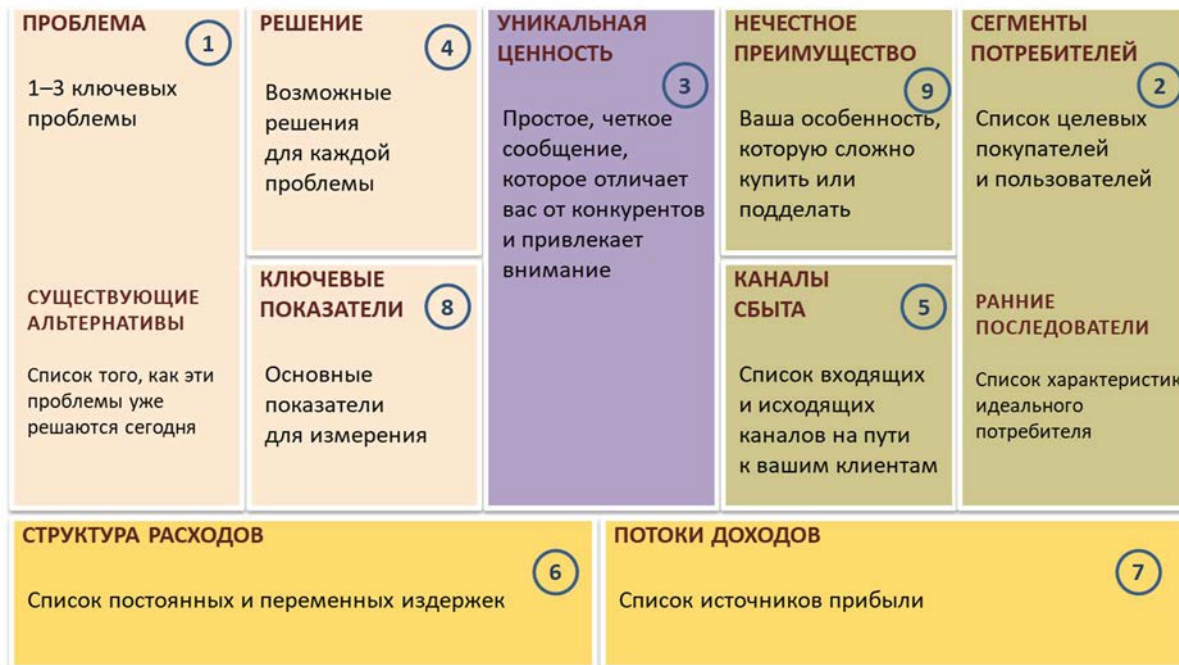 ПРОБЛЕМА
1
1–3 ключевых
проблемы
СУЩЕСТВУЮЩИЕ
АЛЬТЕРНАТИВЫ
Список того, как эти
проблемы уже
решаются сегодня
РЕШЕНИЕ
4
Возможные
решения
для каждой
проблемы
КЛЮЧЕВЫЕ
ПОКАЗАТЕЛИ
8
Основные
показатели
для измерения
УНИКАЛЬНАЯ
ЦЕННОСТЬ
3
Простое, четкое
сообщение,
которое отличает
вас от конкурентов
и привлекает
внимание
НЕЧЕСТНОЕ
ПРЕИМУЩЕСТВО
9
Ваша особенность,
которую сложно
купить или
подделать
КАНАЛЫ
СБЫТА
5
Список входящих
и исходящих
каналов на пути
к вашим клиентам
СЕГМЕНТЫ
ПОТРЕБИТЕЛЕЙ
2
Список целевых
покупателей
и пользователей
РАННИЕ
ПОСЛЕДОВАТЕЛИ
Список характеристик
идеального
потребителя
СТРУКТУРА РАСХОДОВ
6
Список постоянных и переменных издержек
ПОТОКИ ДОХОДОВ
7
Список источников прибыли